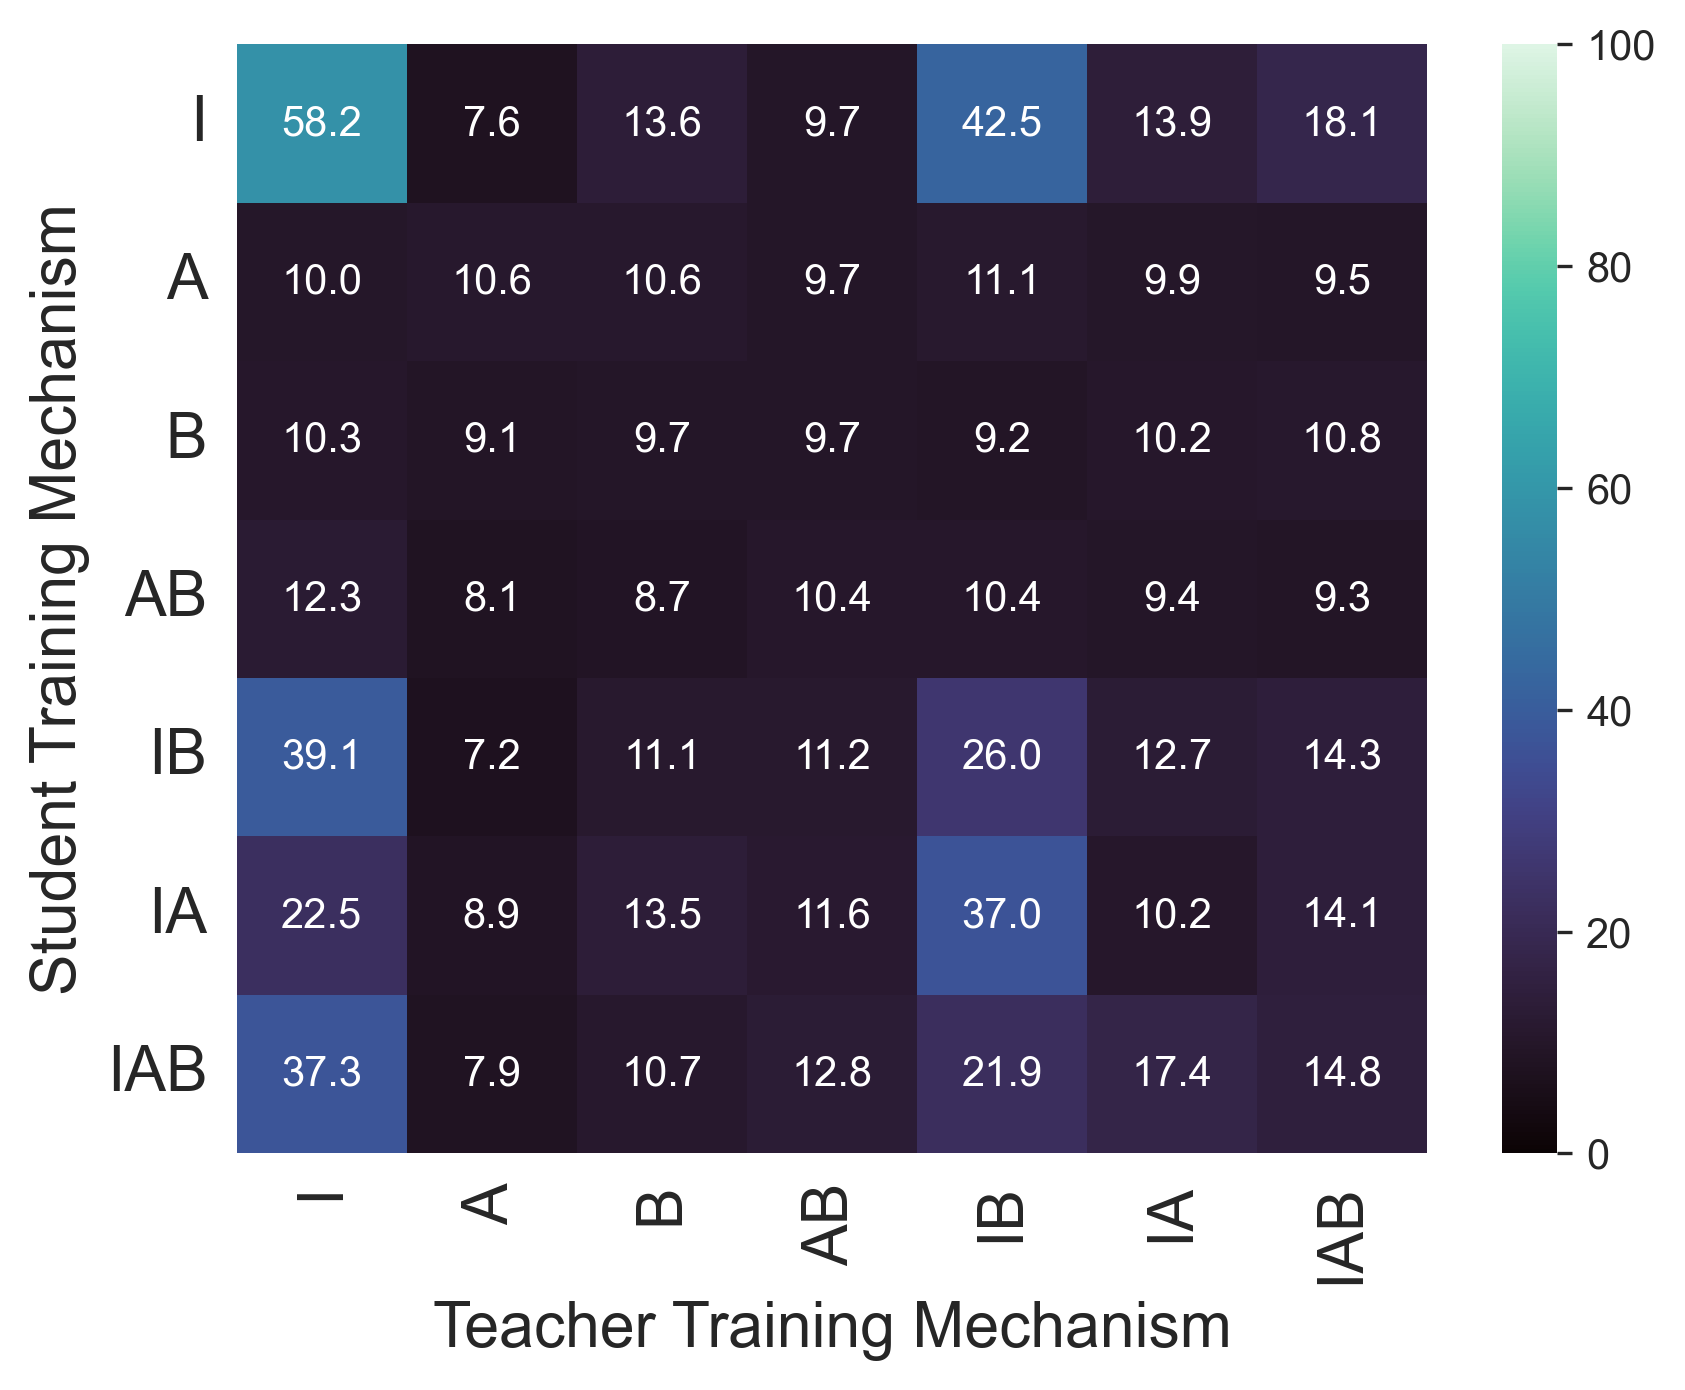 Student Training Mechanism
I 58.2 7.6 13.6 9.7 42.5 13.9 18.1
A 10.0 10.6 10.6 9.7 11.1 9.9 9.5
B 10.3 9.1 9.7 9.7 9.2 10.2 10.8
AB 12.3 8.1 8.7 10.4 10.4 9.4 9.3
IB 39.1 7.2 11.1 11.2 26.0 12.7 14.3
IA 22.5 8.9 13.5 11.6 37.0 10.2 14.1
IAB 37.3 7.9 10.7 12.8 21.9 17.4 14.8
I A B AB IB IA IAB
Teacher Training Mechanism
100
80
60
40
20
0